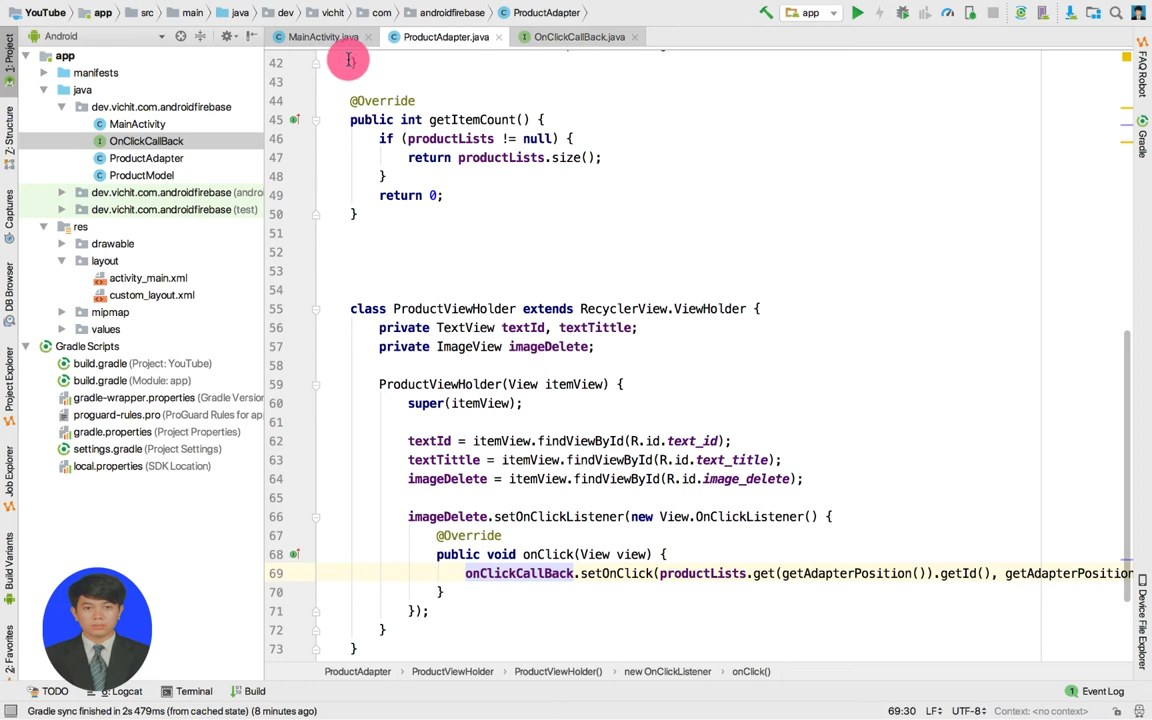 YouTube app src main java dev vichit com androidfirebase ProductAdapter app
Android MainActivity.java ProductAdapter.java OnClickCallBack.java
1: Project
Z: Structure
Captures
DB Browser
Project Explorer
Job Explorer
Build Variants
2: Favorites
app
manifests
java
dev.vichit.com.androidfirebase
MainActivity
OnClickCallBack
ProductAdapter
ProductModel
dev.vichit.com.androidfirebase (andro
dev.vichit.com.androidfirebase (test)
res
drawable
layout
activity_main.xml
custom_layout.xml
mipmap
values
Gradle Scripts
build.gradle (Project: YouTube)
build.gradle (Module: app)
gradle-wrapper.properties (Gradle Version
proguard-rules.pro (ProGuard Rules for ap
gradle.properties (Project Properties)
settings.gradle (Project Settings)
local.properties (SDK Location)
42 }
43
44 @Override
45 public int getItemCount() {
46 if (productLists != null) {
47 return productLists.size();
48 }
49 return 0;
50 }
51
52
53
54
55 class ProductViewHolder extends RecyclerView.ViewHolder {
56 private TextView textId, textTittle;
57 private ImageView imageDelete;
58
59 ProductViewHolder(View itemView) {
60 super(itemView);
61
62 textId = itemView.findViewById(R.id.text_id);
63 textTittle = itemView.findViewById(R.id.text_title);
64 imageDelete = itemView.findViewById(R.id.image_delete);
65
66 imageDelete.setOnClickListener(new View.OnClickListener() {
67 @Override
68 public void onClick(View view) {
69 onClickCallBack.setOnClick(productLists.get(getAdapterPosition()).getId(), getAdapterPosition
70 }
71 });
72 }
73 }
FAQ Robot
Gradle
Device File Explorer
ProductAdapter ProductViewHolder ProductViewHolder() new OnClickListener onClick()
TODO 6: Logcat Terminal Build 1 Event Log
Gradle sync finished in 2s 479ms (from cached state) (8 minutes ago) 69:30 LF UTF-8 Context: <no context>